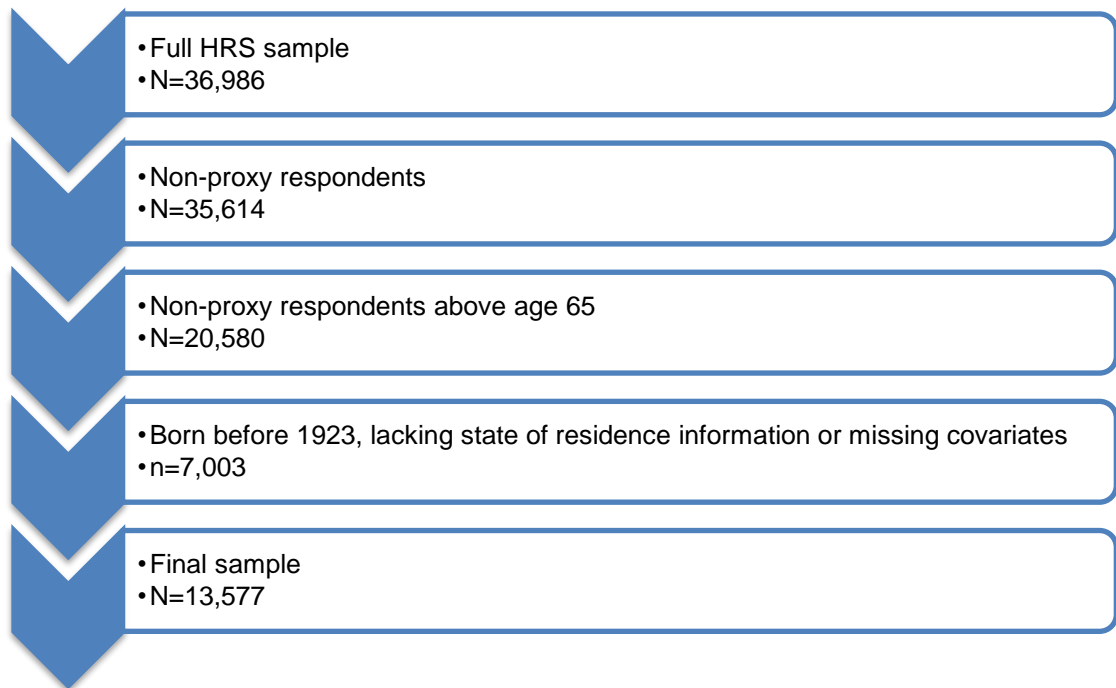 •Full HRS sample
•N=36,986
•Non-proxy respondents
•N=35,614
•Non-proxy respondents above age 65
•N=20,580
•Born before 1923, lacking state of residence information or missing covariates
•n=7,003
•Final sample
•N=13,577